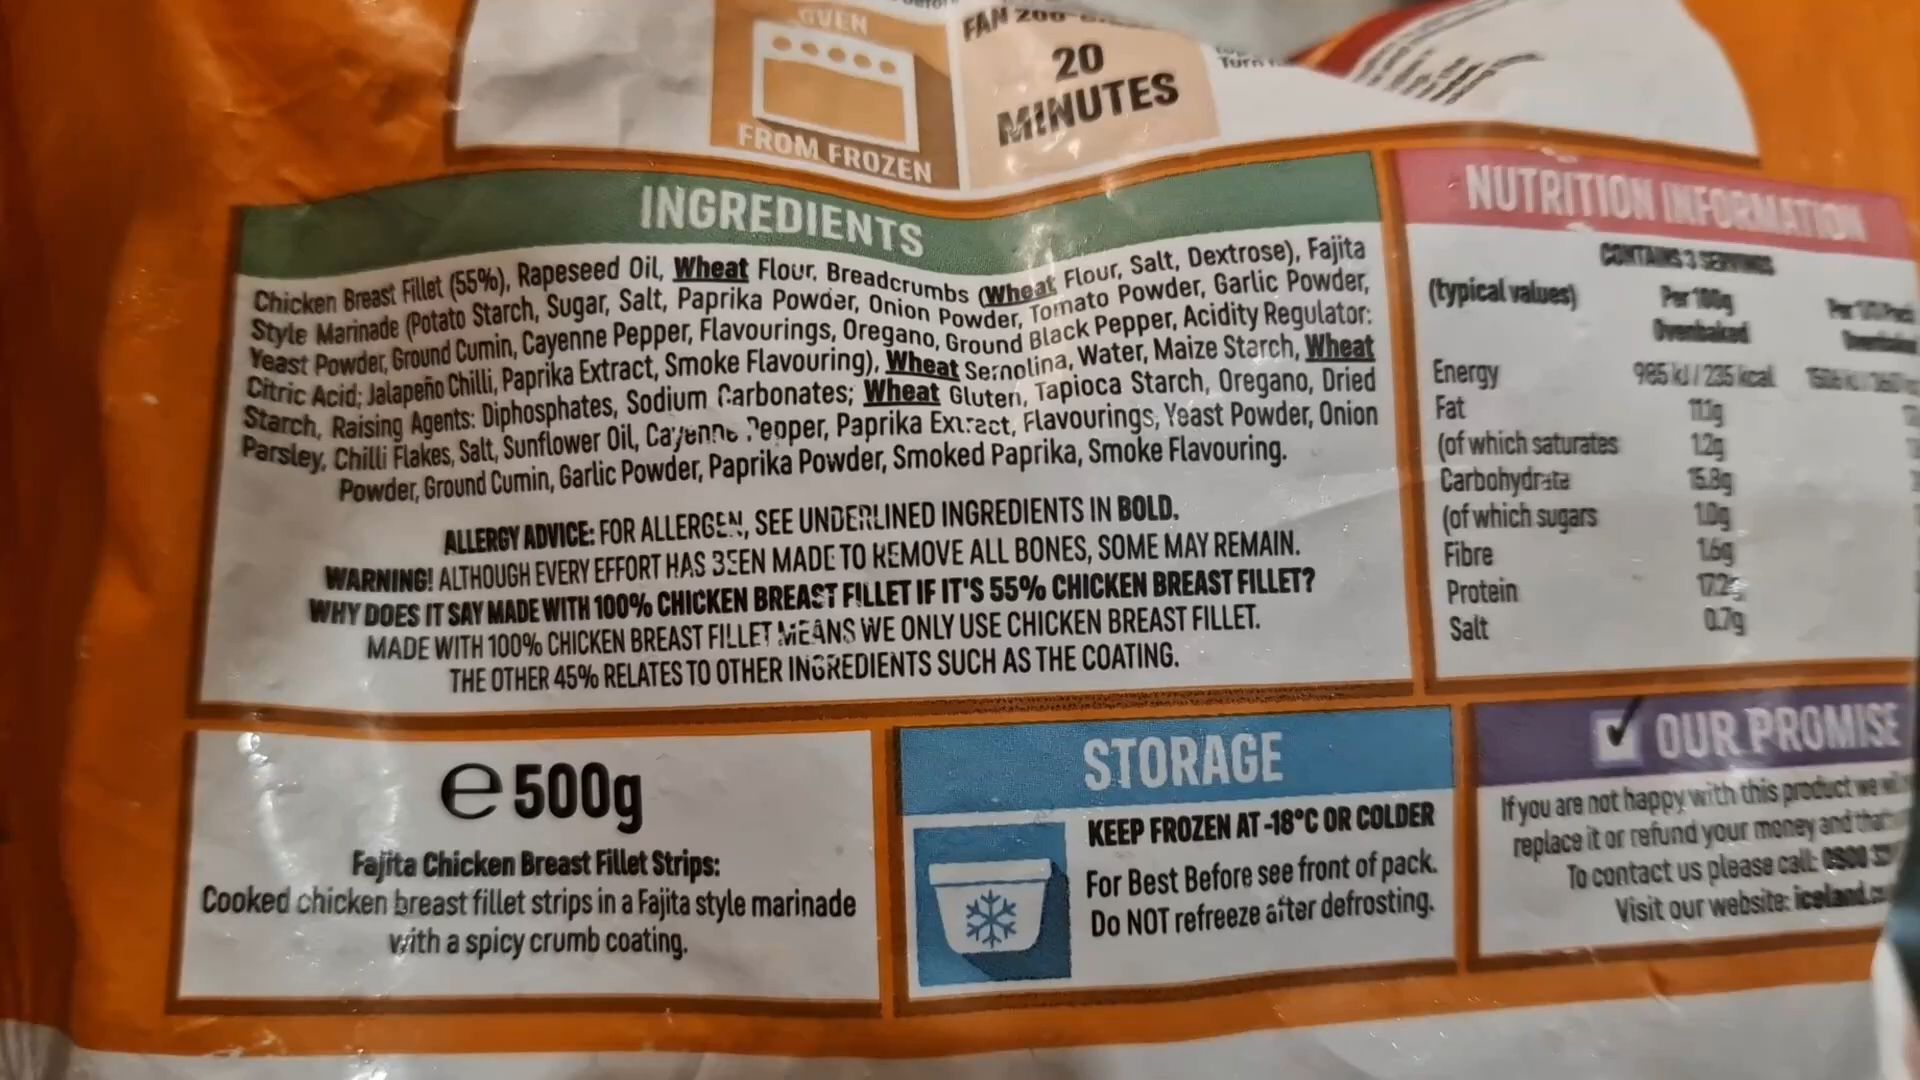 OVEN
FROM FROZEN
FAN 200
20
MINUTES
Turn
INGREDIENTS
Chicken Breast Fillet (55%), Rapeseed Oil, Wheat Flour, Breadcrumbs (Wheat Flour, Salt, Dextrose), Fajita
Style Marinade (Potato Starch, Sugar, Salt, Paprika Powder, Onion Powder, Tomato Powder, Garlic Powder,
Yeast Powder, Ground Cumin, Cayenne Pepper, Flavourings, Oregano, Ground Black Pepper, Acidity Regulator:
Citric Acid; Jalapeño Chilli, Paprika Extract, Smoke Flavouring), Wheat Semolina, Water, Maize Starch, Wheat
Starch, Raising Agents: Diphosphates, Sodium Carbonates; Wheat Gluten, Tapioca Starch, Oregano, Dried
Parsley, Chilli Flakes, Salt, Sunflower Oil, Cayenne Pepper, Paprika Extract, Flavourings, Yeast Powder, Onion
Powder, Ground Cumin, Garlic Powder, Paprika Powder, Smoked Paprika, Smoke Flavouring.
ALLERGY ADVICE: FOR ALLERGEN, SEE UNDERLINED INGREDIENTS IN BOLD.
WARNING! ALTHOUGH EVERY EFFORT HAS BEEN MADE TO REMOVE ALL BONES, SOME MAY REMAIN.
WHY DOES IT SAY MADE WITH 100% CHICKEN BREAST FILLET IF IT'S 55% CHICKEN BREAST FILLET?
MADE WITH 100% CHICKEN BREAST FILLET MEANS WE ONLY USE CHICKEN BREAST FILLET.
THE OTHER 45% RELATES TO OTHER INGREDIENTS SUCH AS THE COATING.
NUTRITION INFORMATION
CONTAINS 3 SERVINGS
(typical values) Per 100g
Ovenbaked
Energy 985 kJ / 235 kcal
Fat 11.1g
(of which saturates 1.2g
Carbohydrate 15.8g
(of which sugars 1.0g
Fibre 1.6g
Protein 17.2g
Salt 0.7g
e 500g
Fajita Chicken Breast Fillet Strips:
Cooked chicken breast fillet strips in a Fajita style marinade
with a spicy crumb coating.
STORAGE
KEEP FROZEN AT -18°C OR COLDER
For Best Before see front of pack.
Do NOT refreeze after defrosting.
OUR PROMISE
If you are not happy with this product we will
replace it or refund your money and that's
To contact us please call: 0800
Visit our website: iceland.c